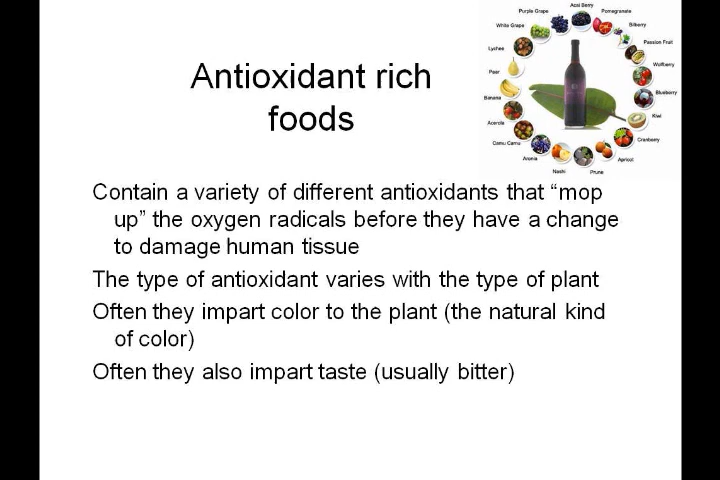 Antioxidant rich
foods
Acai Berry
Purple Grape
Pomegranate
White Grape
Bilberry
Lychee
Passion Fruit
Pear
Wolfberry
Banana
Blueberry
Acerola
Kiwi
Camu Camu
Cranberry
Aronia
Apricot
Nashi
Prune
Contain a variety of different antioxidants that “mop
up” the oxygen radicals before they have a change
to damage human tissue
The type of antioxidant varies with the type of plant
Often they impart color to the plant (the natural kind
of color)
Often they also impart taste (usually bitter)